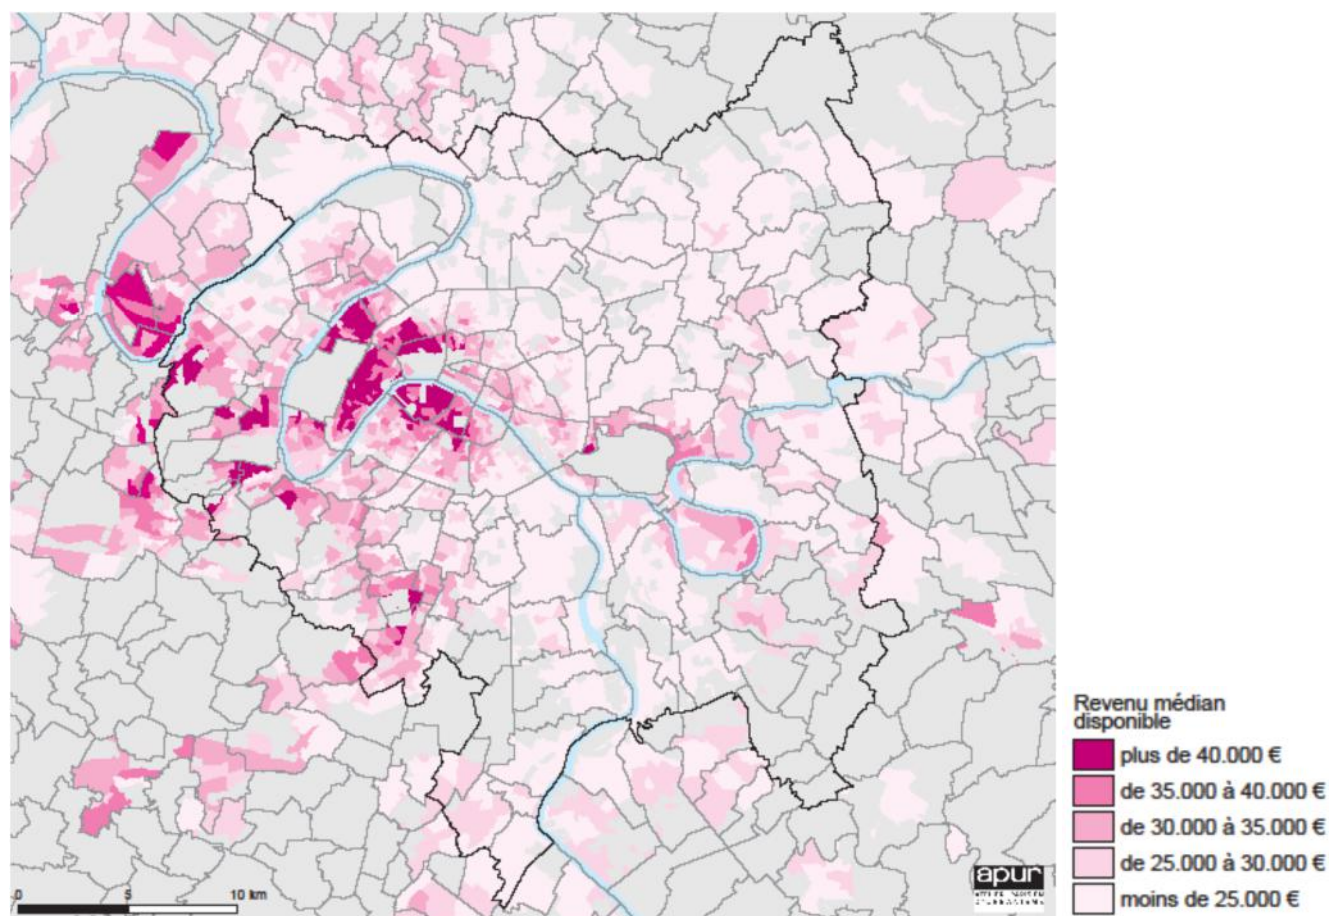 Revenu médian
disponible
plus de 40.000 €
de 35.000 à 40.000 €
de 30.000 à 35.000 €
de 25.000 à 30.000 €
moins de 25.000 €
0 5 10 km
apur